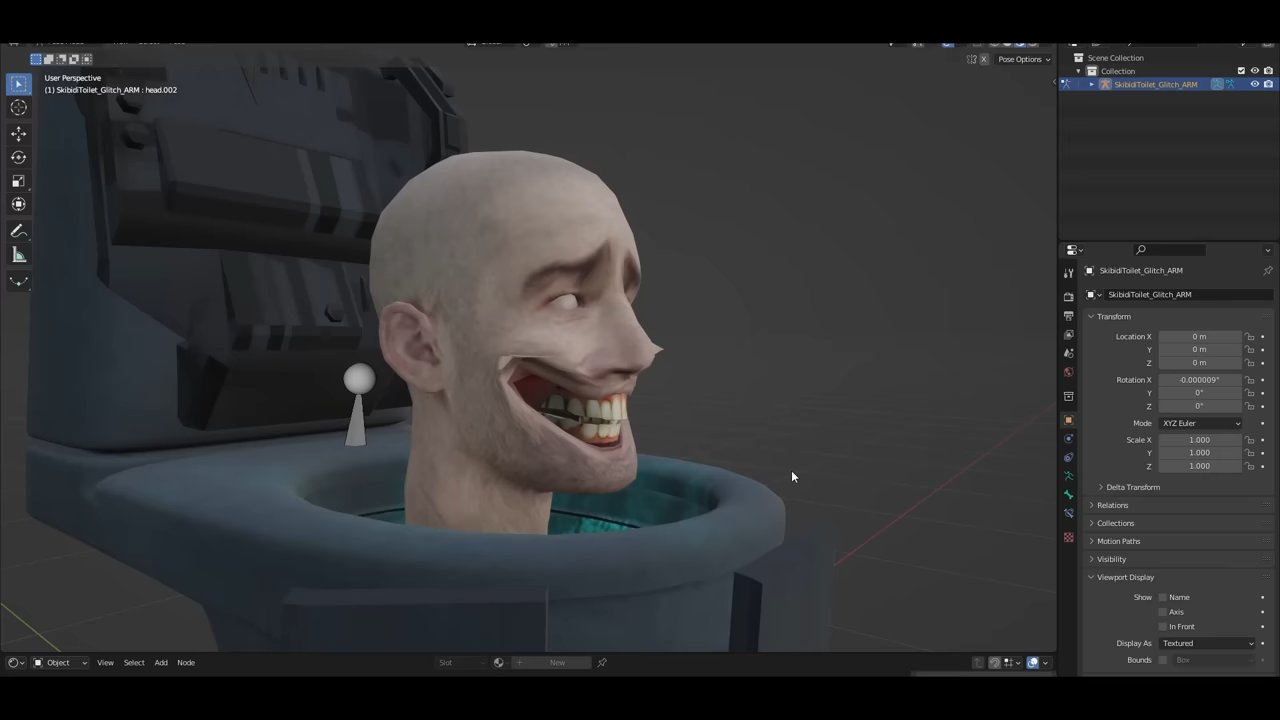 Pose Options
User Perspective
(1) SkibidiToilet_Glitch_ARM : head.002
Scene Collection
Collection
SkibidiToilet_Glitch_ARM
SkibidiToilet_Glitch_ARM
SkibidiToilet_Glitch_ARM
Transform
Location X 0 m
Y 0 m
Z 0 m
Rotation X -0.000009°
Y 0°
Z 0°
Mode XYZ Euler
Scale X 1.000
Y 1.000
Z 1.000
Delta Transform
Relations
Collections
Motion Paths
Visibility
Viewport Display
Show Name
Axis
In Front
Display As Textured
Bounds Box
Object View Select Add Node Slot New